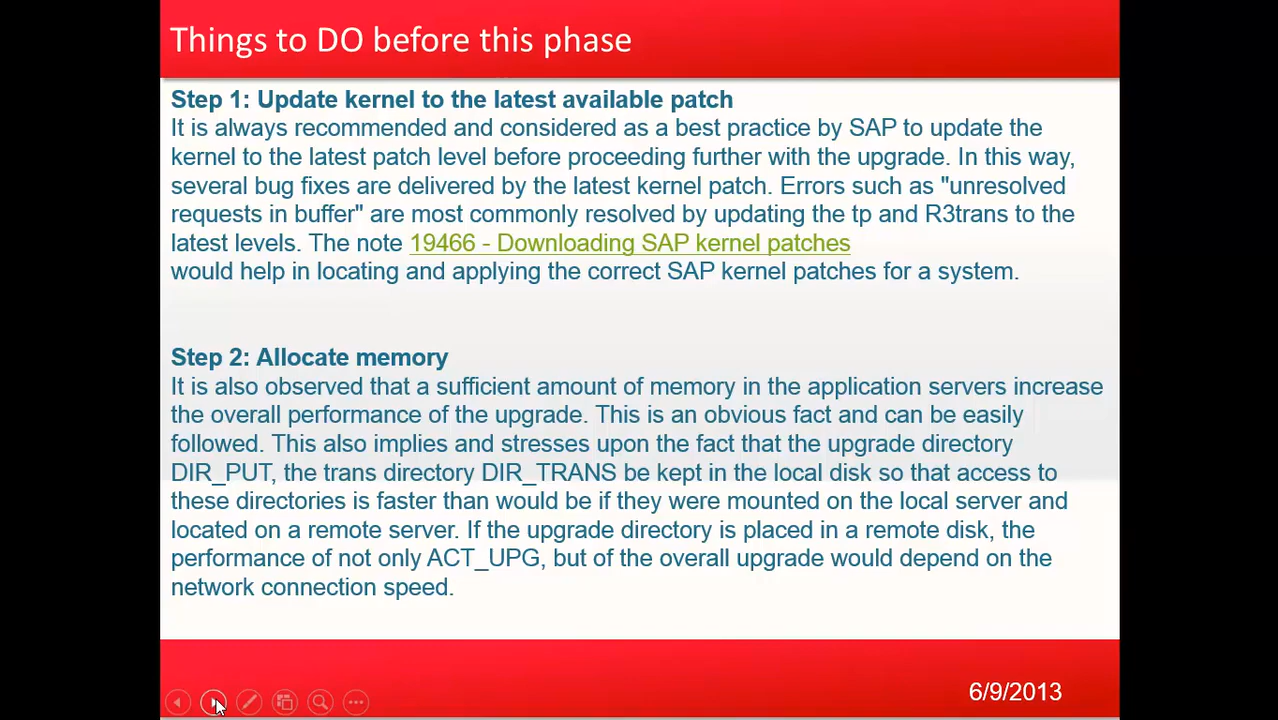 Things to DO before this phase
Step 1: Update kernel to the latest available patch
It is always recommended and considered as a best practice by SAP to update the
kernel to the latest patch level before proceeding further with the upgrade. In this way,
several bug fixes are delivered by the latest kernel patch. Errors such as "unresolved
requests in buffer" are most commonly resolved by updating the tp and R3trans to the
latest levels. The note 19466 - Downloading SAP kernel patches
would help in locating and applying the correct SAP kernel patches for a system.
Step 2: Allocate memory
It is also observed that a sufficient amount of memory in the application servers increase
the overall performance of the upgrade. This is an obvious fact and can be easily
followed. This also implies and stresses upon the fact that the upgrade directory
DIR_PUT, the trans directory DIR_TRANS be kept in the local disk so that access to
these directories is faster than would be if they were mounted on the local server and
located on a remote server. If the upgrade directory is placed in a remote disk, the
performance of not only ACT_UPG, but of the overall upgrade would depend on the
network connection speed.
6/9/2013